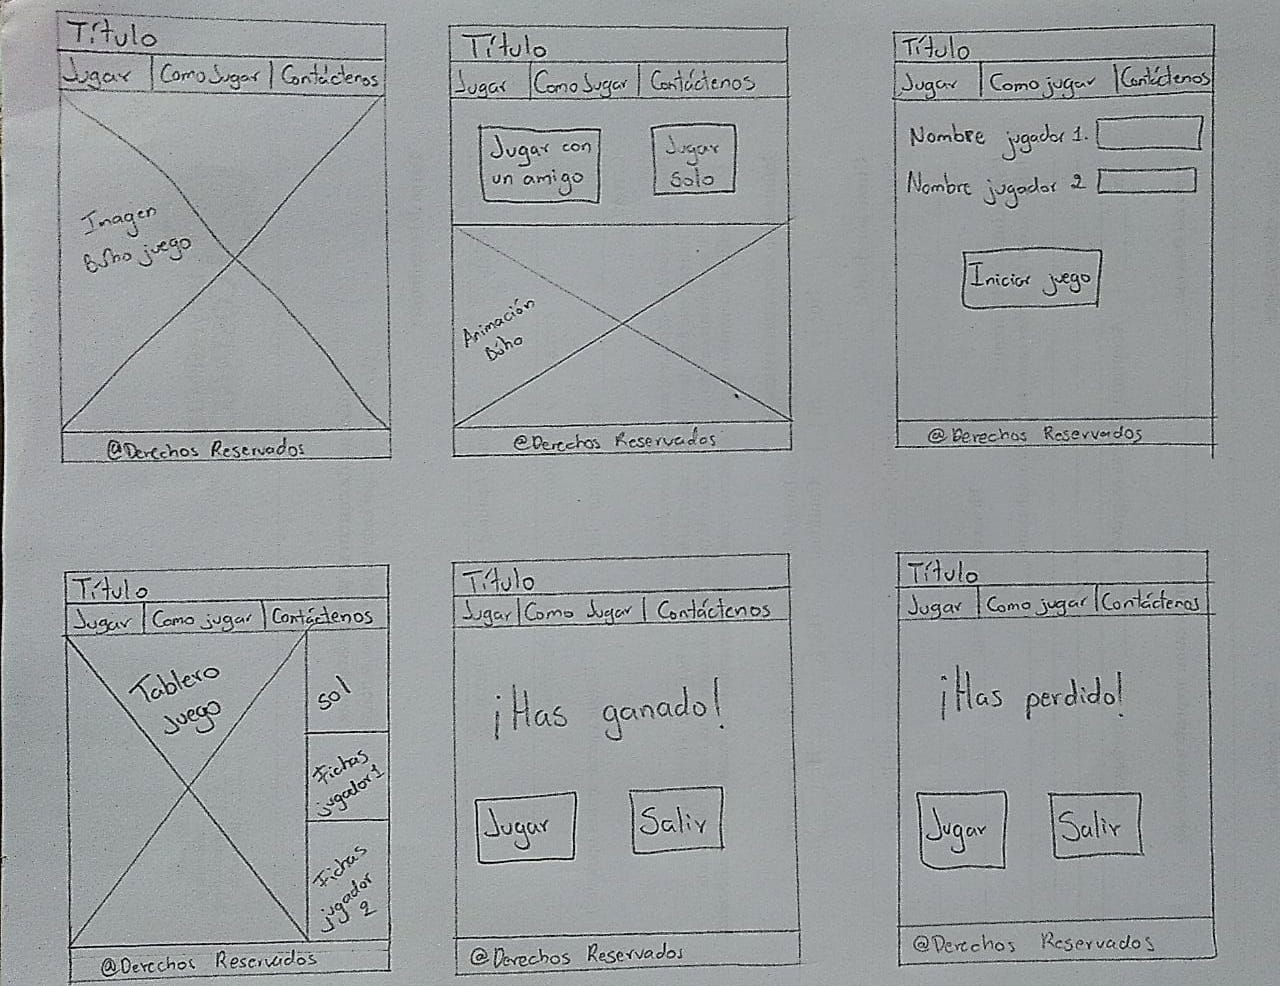 Título
Jugar Como Jugar Contáctenos
Imagen
Búho juego
@Derechos Reservados
Título
Jugar Como Jugar Contáctenos
Jugar con
un amigo
Jugar
Solo
Animación
Búho
@Derechos Reservados
Título
Jugar Como jugar Contáctenos
Nombre jugador 1.
Nombre jugador 2
Iniciar juego
@Derechos Reservados
Título
Jugar Como jugar Contáctenos
Tablero
Juego
Sol
Fichas
jugador 1
Fichas
jugador
2
@Derechos Reservados
Título
Jugar Como Jugar Contáctenos
¡Has ganado!
Jugar
Salir
@Derechos Reservados
Título
Jugar Como jugar Contáctenos
¡Has perdido!
Jugar
Salir
@Derechos Reservados